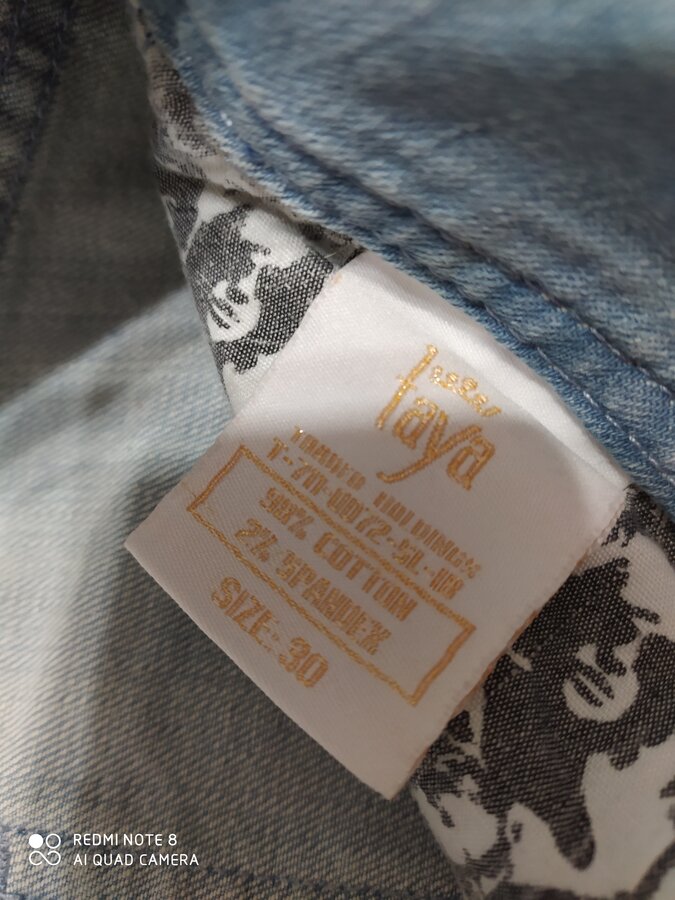 taya
98% COTTON
2% SPANDEX
SIZE: 30
REDMI NOTE 8
AI QUAD CAMERA